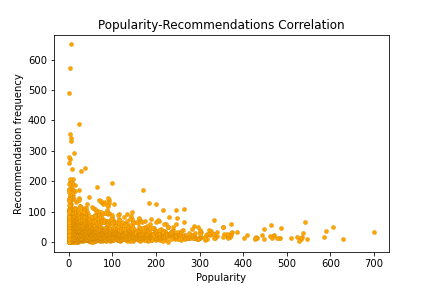 Popularity-Recommendations Correlation
Recommendation frequency
600
500
400
300
200
100
0
0 100 200 300 400 500 600 700
Popularity